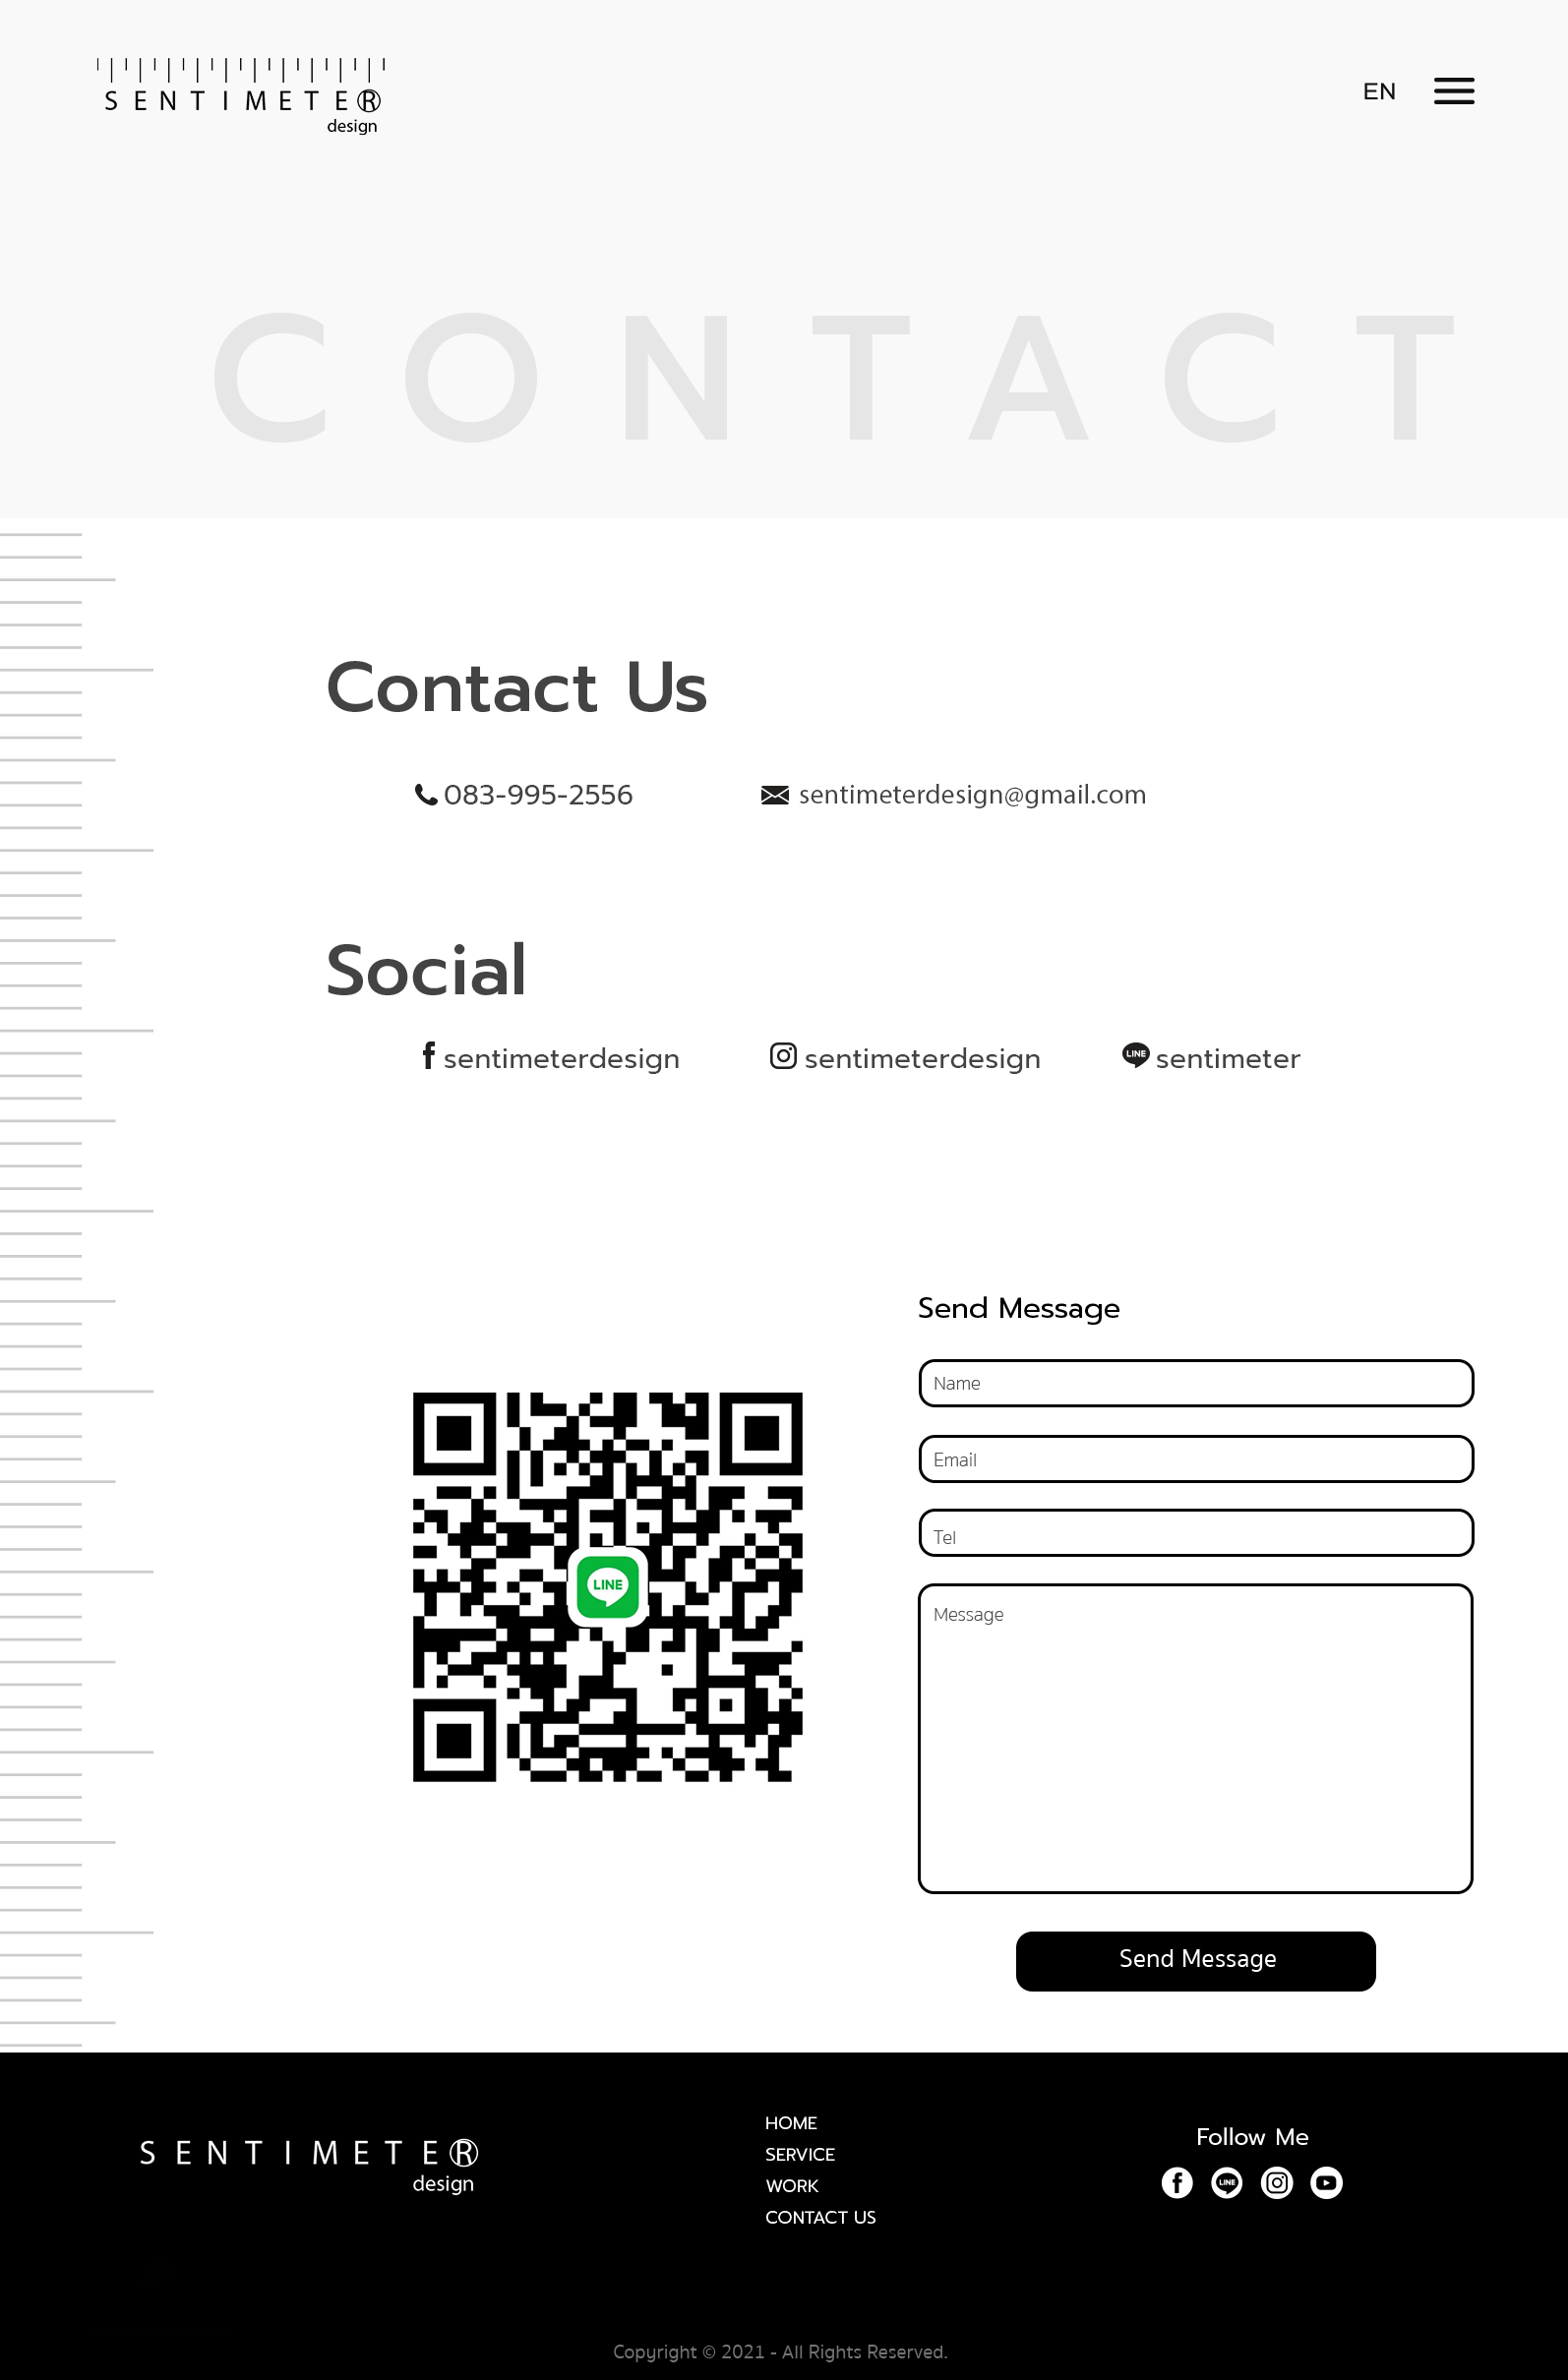 SENTIMETER
design
EN
CONTACT
Contact Us
083-995-2556
sentimeterdesign@gmail.com
Social
sentimeterdesign
sentimeterdesign
LINE
sentimeter
LINE
Send Message
Name
Email
Tel
Message
Send Message
SENTIMETER
design
HOME
SERVICE
WORK
CONTACT US
Follow Me
LINE
Copyright © 2021 - All Rights Reserved.